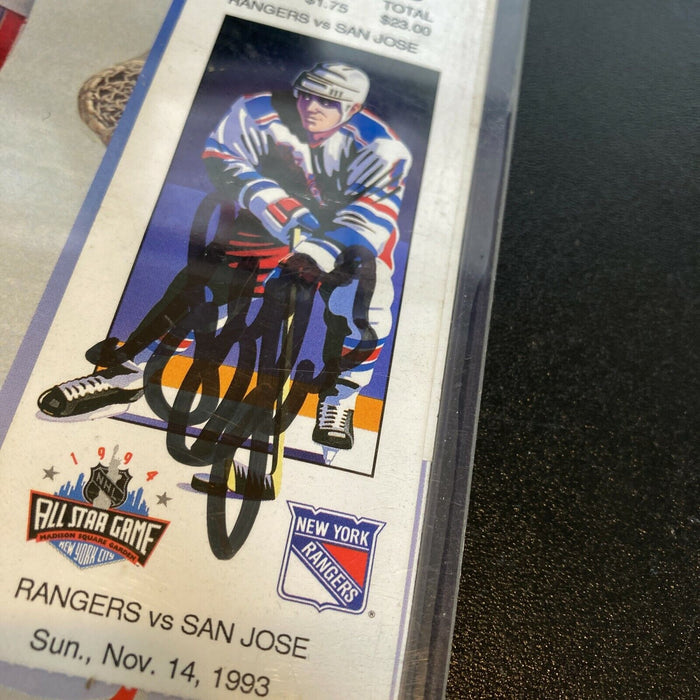 $1.75 TOTAL
$23.00
RANGERS vs SAN JOSE
1994
NHL
ALL STAR GAME
MADISON SQUARE GARDEN
NEW YORK CITY
NEW YORK
RANGERS
®
RANGERS vs SAN JOSE
Sun., Nov. 14, 1993